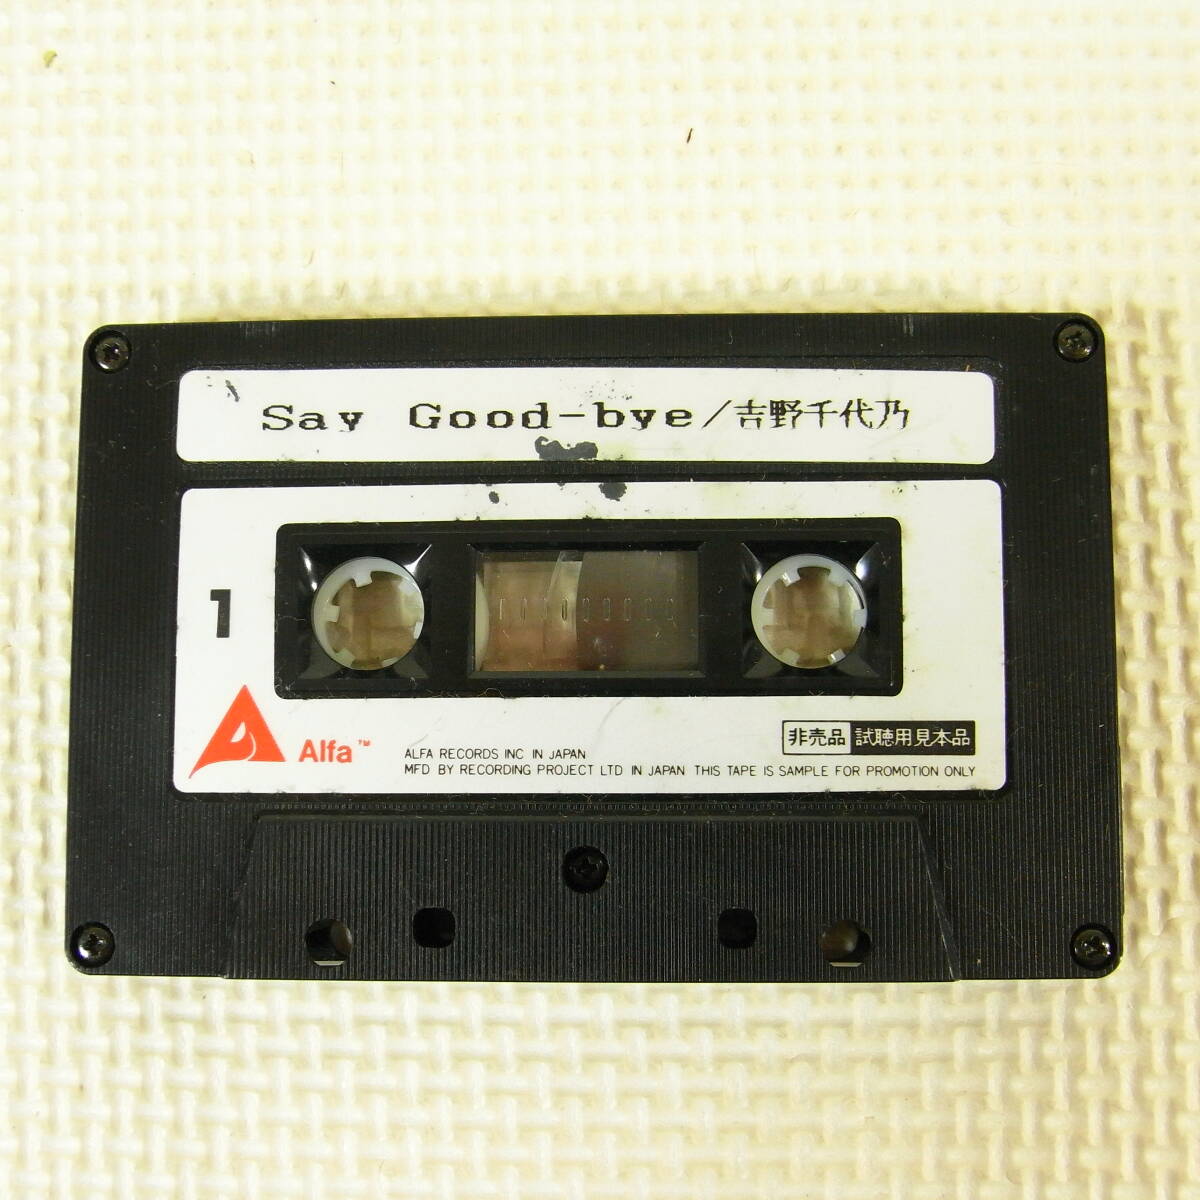 Say Good-bye/吉野千代乃
1
Alfa™
非売品 試聴用見本品
ALFA RECORDS INC IN JAPAN
MFD BY RECORDING PROJECT LTD IN JAPAN THIS TAPE IS SAMPLE FOR PROMOTION ONLY